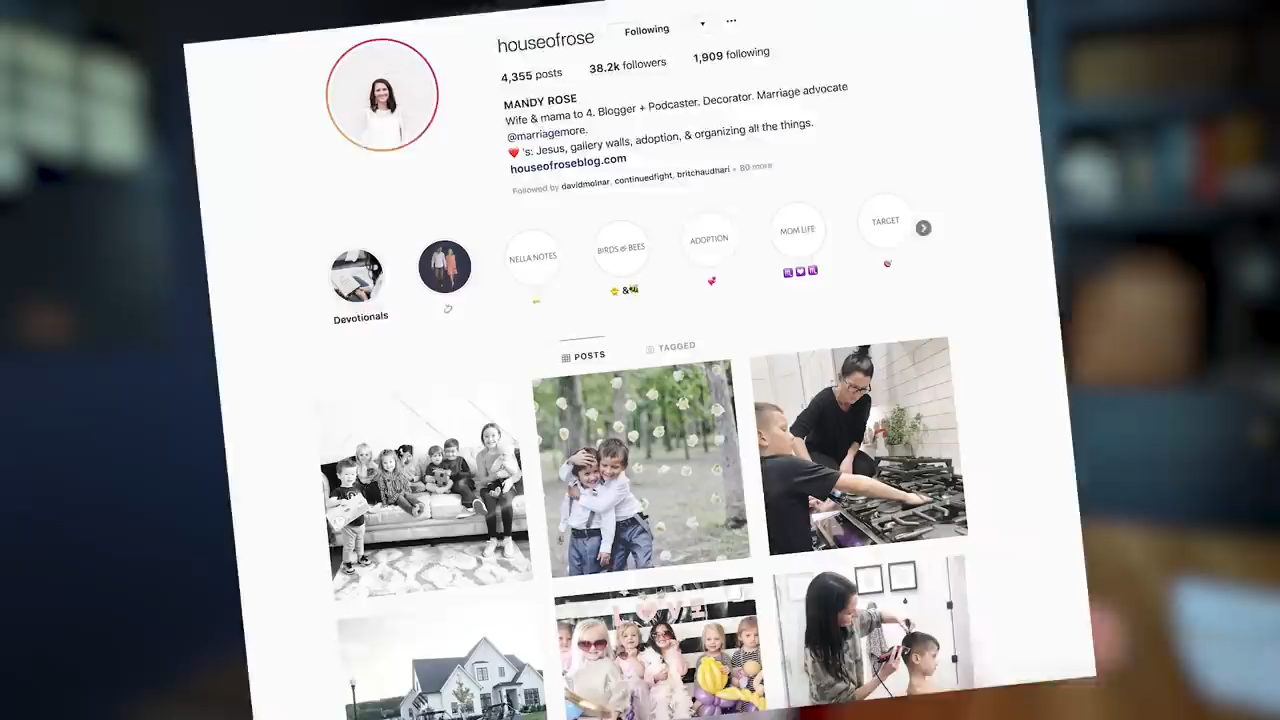 houseofrose
Following
4,355 posts 38.2k followers 1,909 following
MANDY ROSE
Wife & mama to 4. Blogger + Podcaster. Decorator. Marriage advocate
@marriagemore.
❤️ 's: Jesus, gallery walls, adoption, & organizing all the things.
houseofroseblog.com
Followed by davidmolnar, continuedfight, britchaudhari + 80 more
NELLA NOTES
BIRDS & BEES
ADOPTION
MOM LIFE
TARGET
Devotionals
&
POSTS
TAGGED